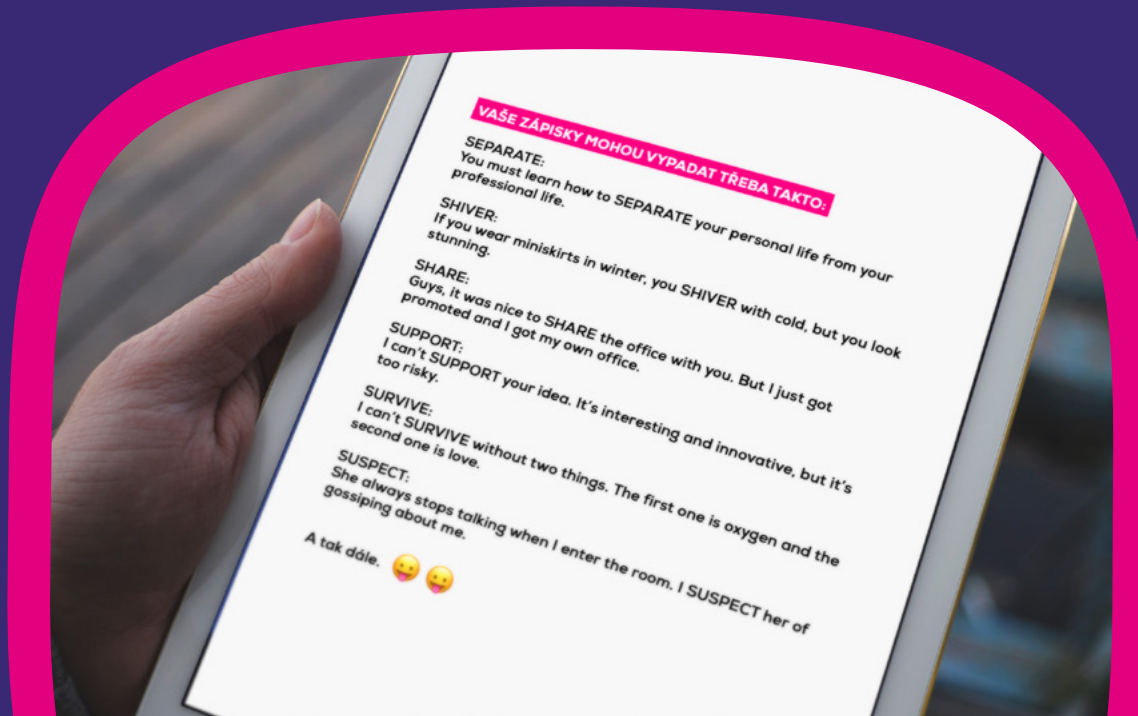 VAŠE ZÁPISKY MOHOU VYPADAT TŘEBA TAKTO:
SEPARATE:
You must learn how to SEPARATE your personal life from your
professional life.
SHIVER:
If you wear miniskirts in winter, you SHIVER with cold, but you look
stunning.
SHARE:
Guys, it was nice to SHARE the office with you. But I just got
promoted and I got my own office.
SUPPORT:
I can't SUPPORT your idea. It's interesting and innovative, but it's
too risky.
SURVIVE:
I can't SURVIVE without two things. The first one is oxygen and the
second one is love.
SUSPECT:
She always stops talking when I enter the room. I SUSPECT her of
gossiping about me.
A tak dále. 😛😛